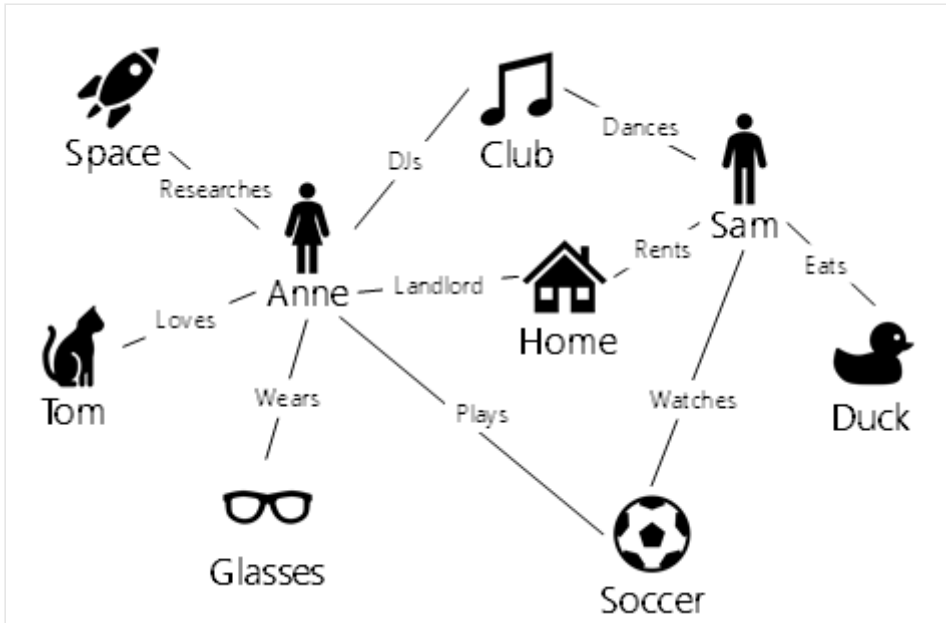 Space
Researches
Anne
DJs
Club
Dances
Sam
Landlord
Home
Rents
Eats
Duck
Loves
Tom
Wears
Glasses
Plays
Watches
Soccer